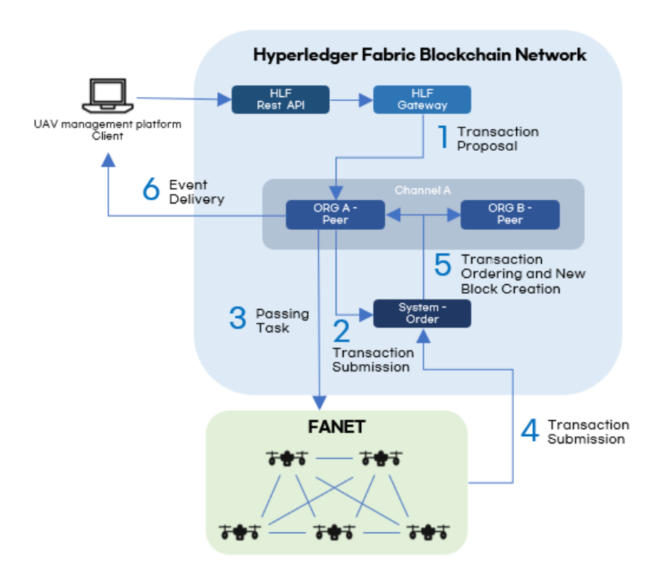 Hyperledger Fabric Blockchain Network
HLF
Rest API
HLF
Gateway
UAV management platform
Client
1 Transaction
Proposal
6 Event
Delivery
Channel A
ORG A -
Peer
ORG B -
Peer
5 Transaction
Ordering and New
Block Creation
3 Passing
Task
System -
Order
2
Transaction
Submission
FANET
4 Transaction
Submission